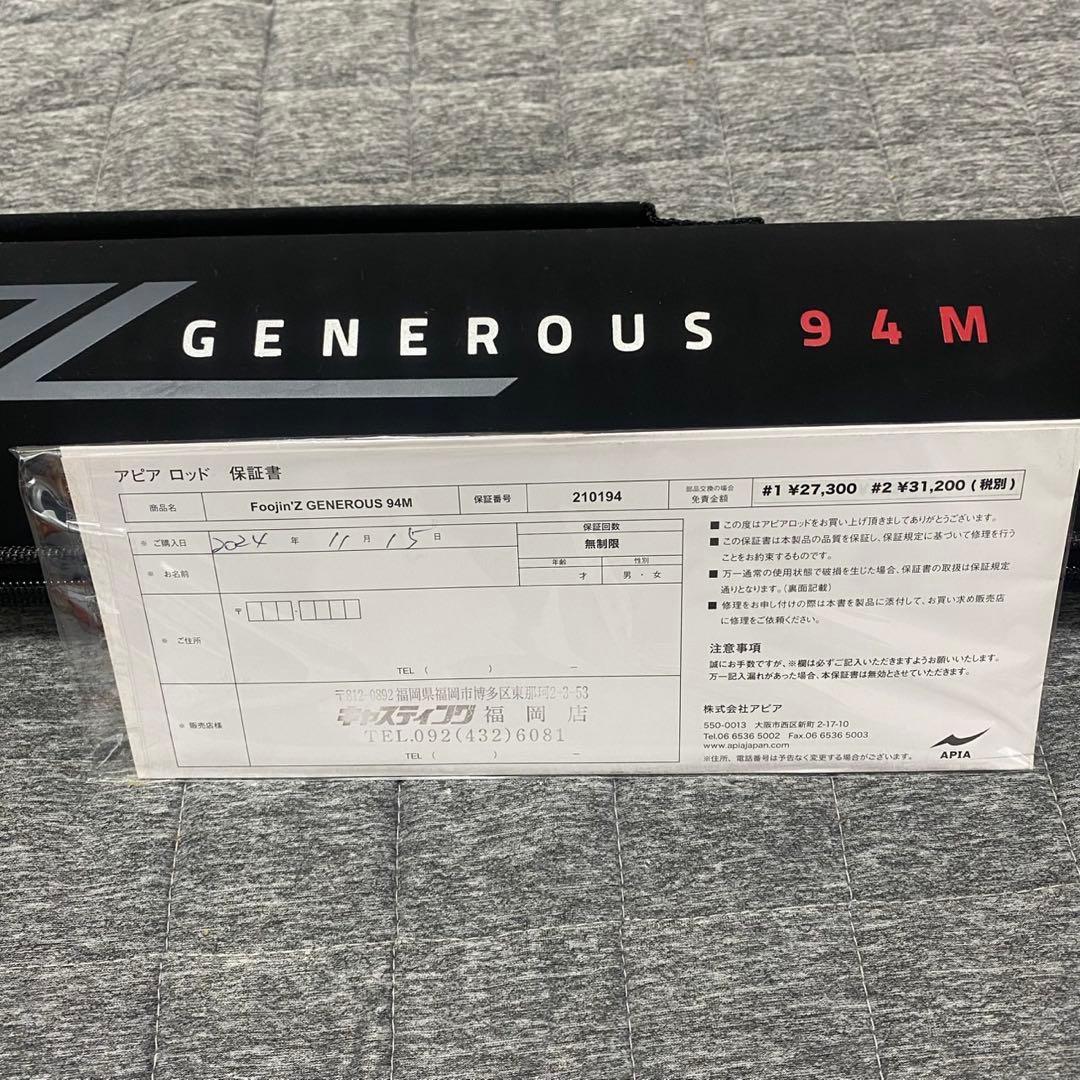 GENEROUS 94M
アピア ロッド 保証書
商品名 Foojin'Z GENEROUS 94M 保証番号 210194 部品交換の場合 免責金額 #1 ¥27,300 #2 ¥31,200 (税別)
※ ご購入日 2024 年 11 月 15 日
保証回数
無制限
※ お名前
年齢 性別
才 男・女
※ ご住所
〒 -
TEL ( ) −
※ 販売店様
〒812-0892 福岡県福岡市博多区東那珂2-3-53
キャスティング 福岡店
TEL.092(432)6081
TEL ( ) −
■ この度はアピアロッドをお買い上げ頂きましてありがとうございます。
■ この保証書は本製品の品質を保証し、保証規定に基づいて修理を行う
ことをお約束するものです。
■ 万一通常の使用状態で破損を生じた場合、保証書の取扱は保証規定
通りとなります。(裏面記載)
■ 修理をお申し付けの際は本書を製品に添付して、お買い求め販売店
に修理をご依頼ください。
注意事項
誠にお手数ですが、※欄は必ずご記入いただきますようお願いいたします。
万一記入漏れがあった場合、本保証書は無効とさせていただきます。
株式会社アピア
550-0013 大阪市西区新町 2-17-10
Tel.06 6536 5002 Fax.06 6536 5003
www.apiajapan.com
※住所、電話番号は予告なく変更する場合がございます。
APIA